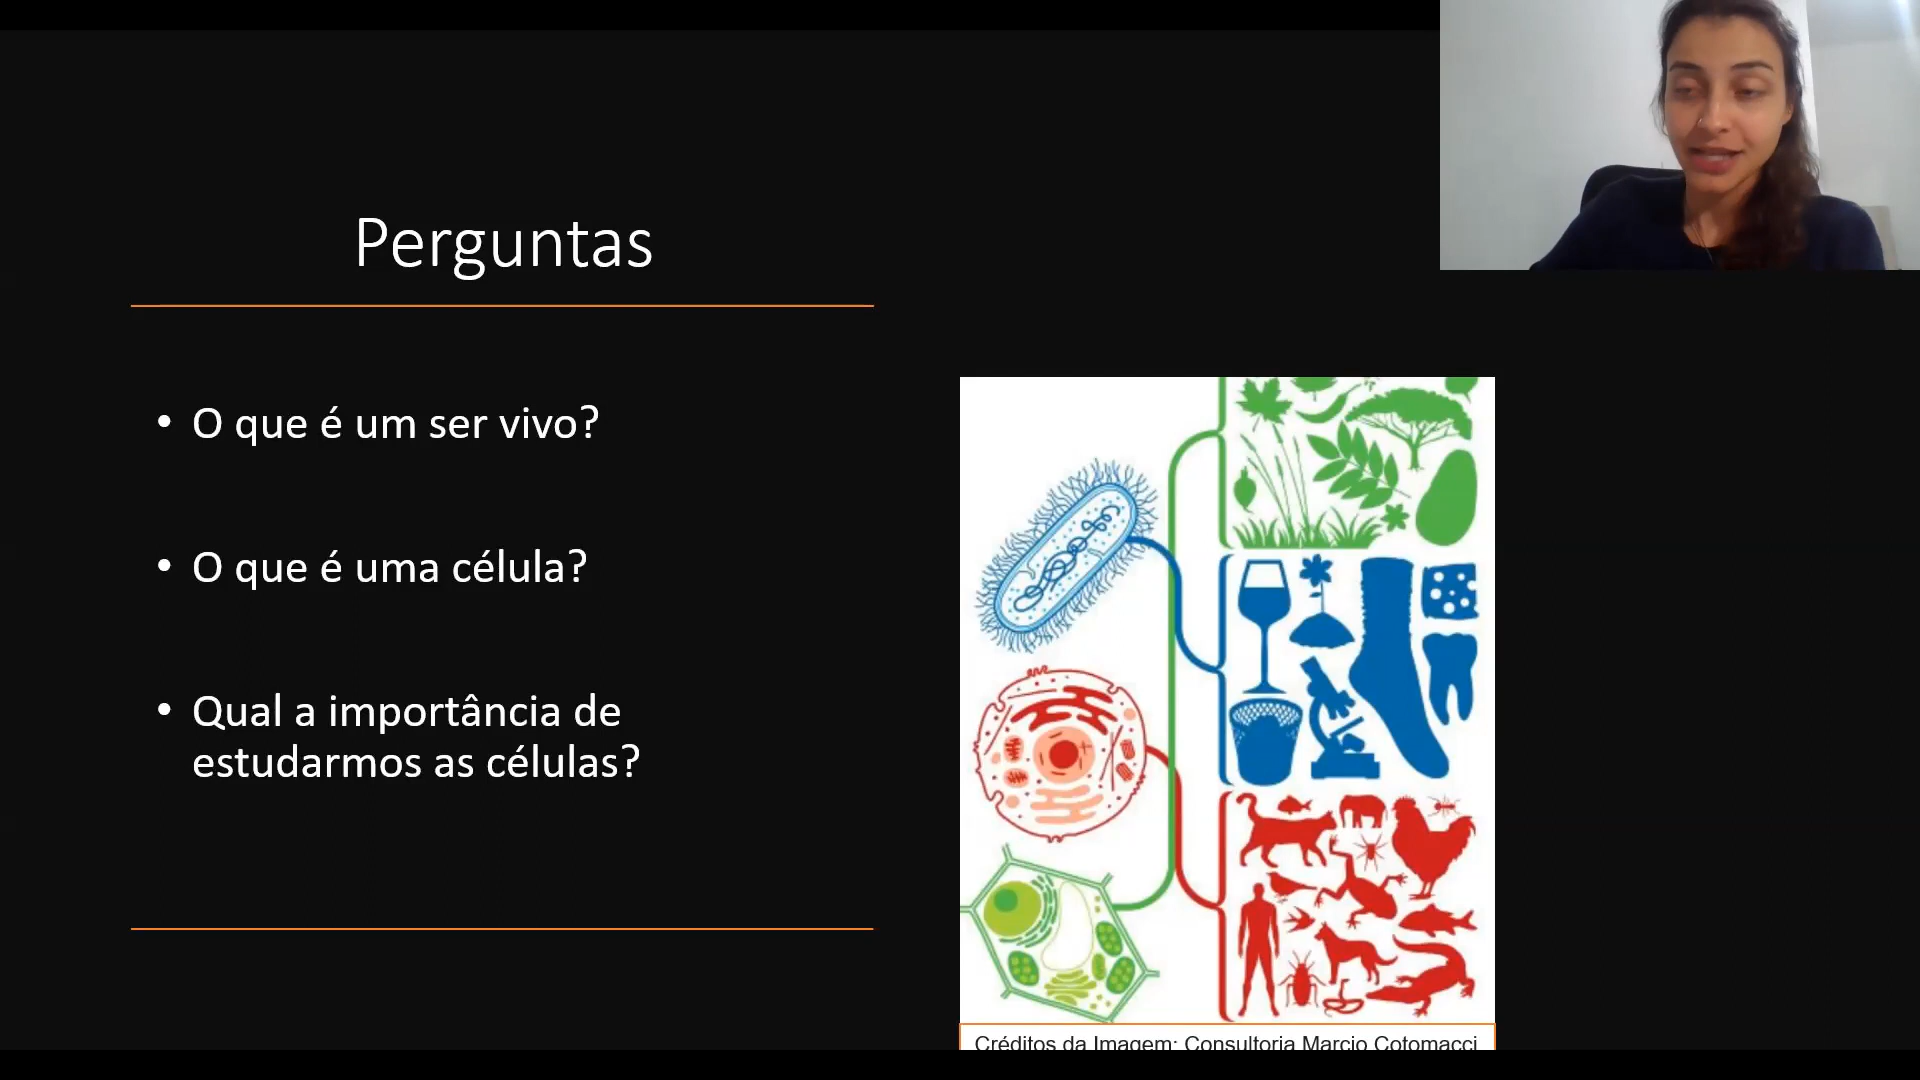 Perguntas
• O que é um ser vivo?
• O que é uma célula?
• Qual a importância de
estudarmos as células?
Créditos da Imagem: Consultoria Marcio Cotomacci